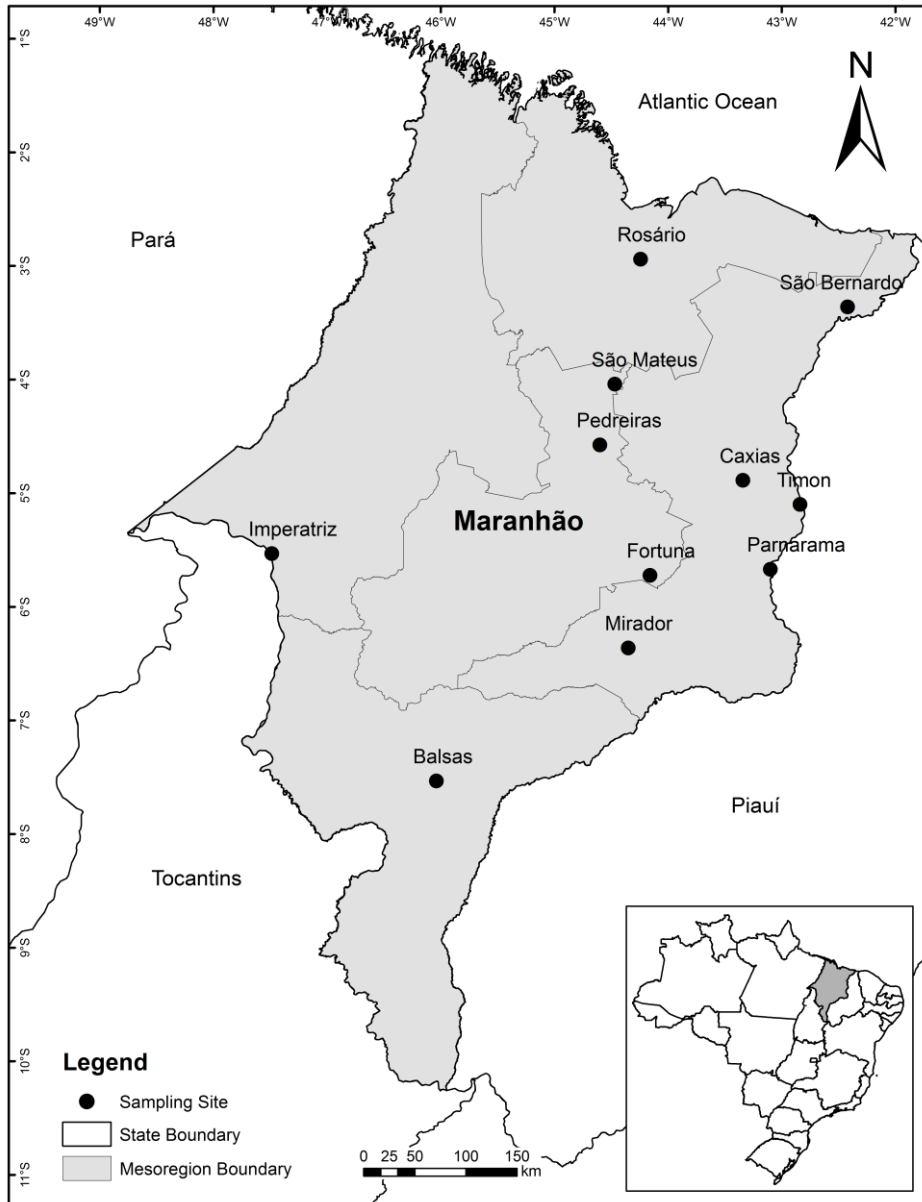 49°W 48°W 47°W 46°W 45°W 44°W 43°W 42°W
1°S
2°S
3°S
4°S
5°S
6°S
7°S
8°S
9°S
10°S
11°S
N
Atlantic Ocean
Pará
Rosário
São Bernardo
São Mateus
Pedreiras
Caxias
Timon
Maranhão
Imperatriz
Fortuna
Parnarama
Mirador
Balsas
Piauí
Tocantins
Legend
Sampling Site
State Boundary
Mesoregion Boundary
0 25 50 100 150
km